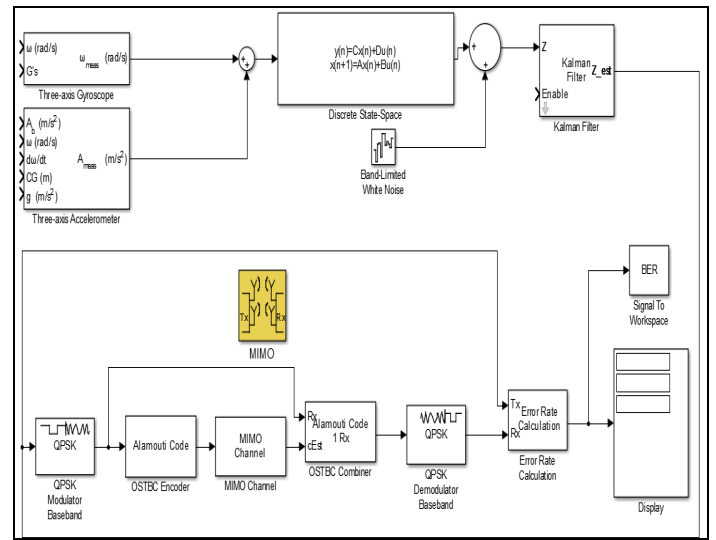 ω (rad/s)
G's
ω meas (rad/s)
Three-axis Gyroscope
A_b (m/s²)
ω (rad/s)
dω/dt
CG (m)
g (m/s²)
A_meas (m/s²)
Three-axis Accelerometer
+
+
y(n)=Cx(n)+Du(n)
x(n+1)=Ax(n)+Bu(n)
Discrete State-Space
+
+
Band-Limited
White Noise
Z
Kalman
Filter
Z_est
Enable
Kalman Filter
Tx
Rx
MIMO
BER
Signal To
Workspace
QPSK
QPSK
Modulator
Baseband
Alamouti Code
OSTBC Encoder
MIMO
Channel
MIMO Channel
Rx
Alamouti Code
1 Rx
cEst
OSTBC Combiner
QPSK
QPSK
Demodulator
Baseband
Tx
Error Rate
Calculation
Rx
Error Rate
Calculation
Display